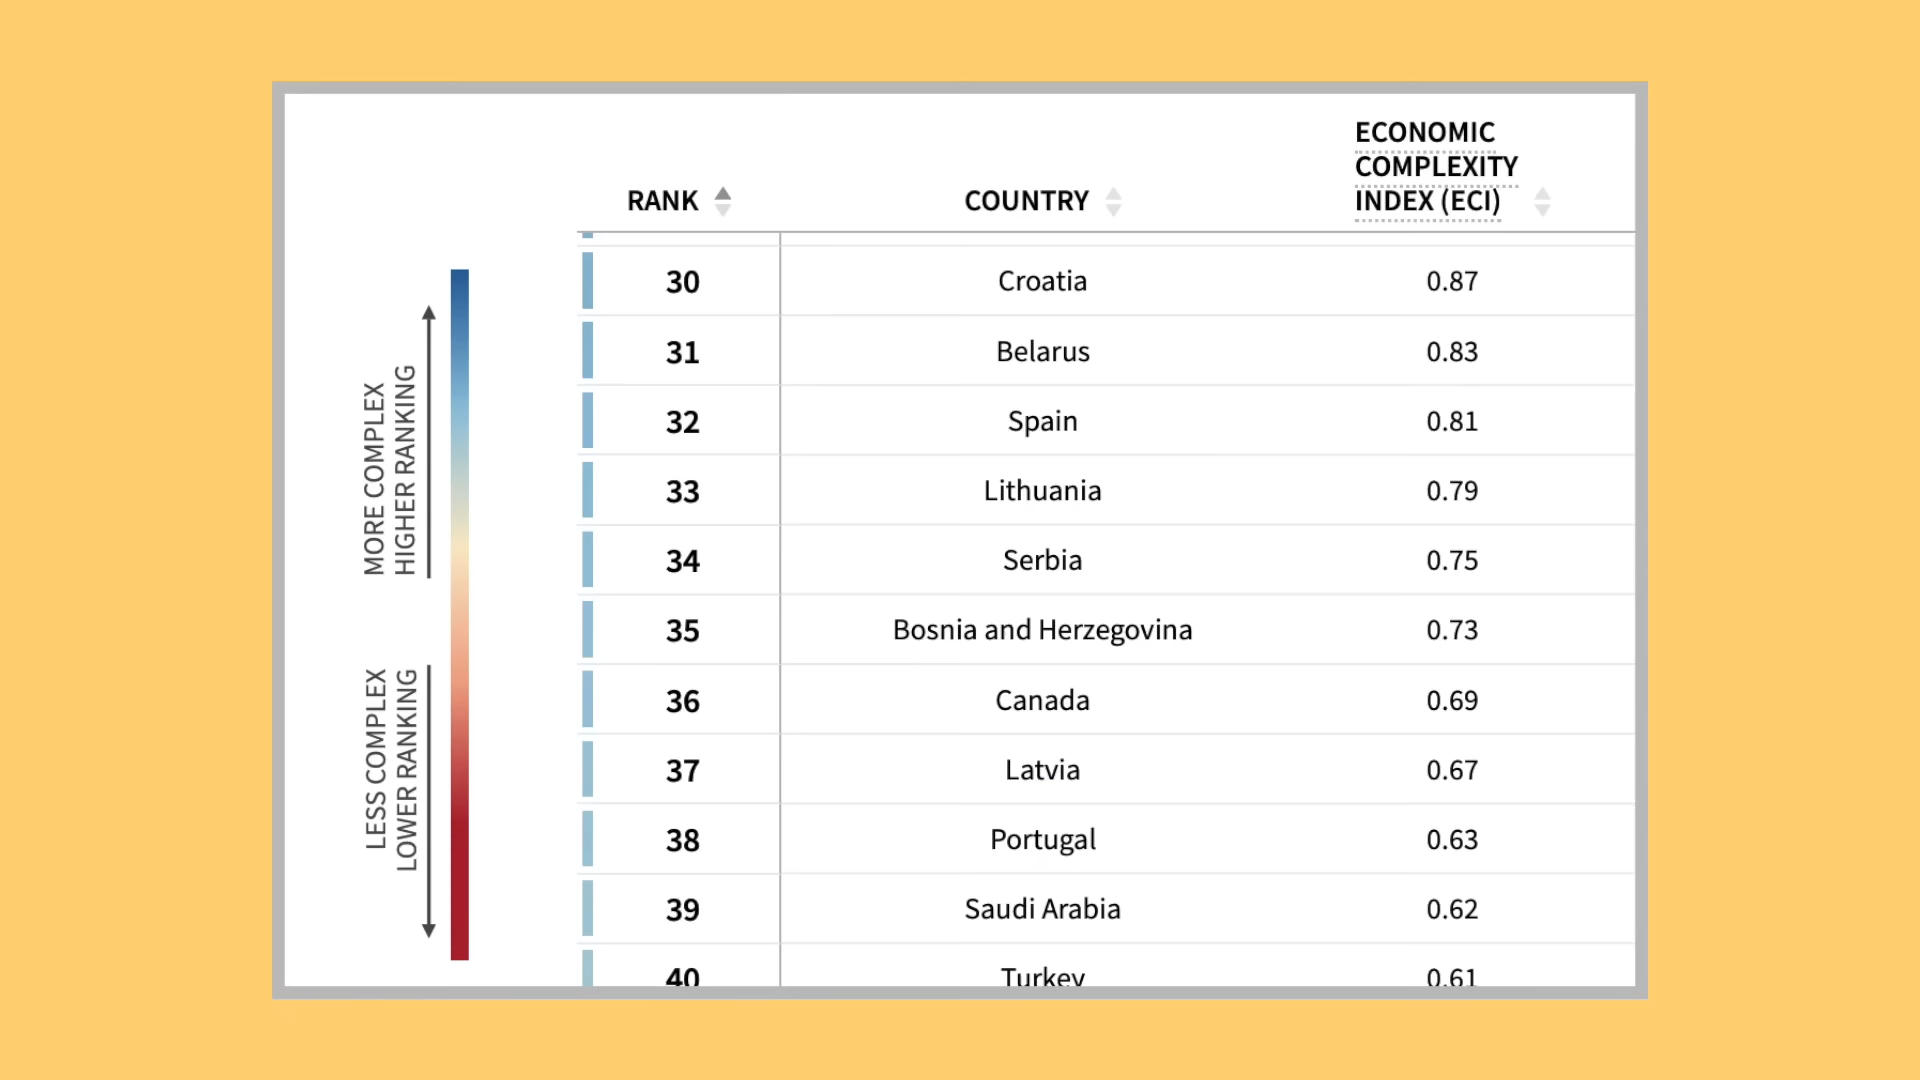 RANK
COUNTRY
ECONOMIC
COMPLEXITY
INDEX (ECI)
MORE COMPLEX
HIGHER RANKING
LESS COMPLEX
LOWER RANKING
30 Croatia 0.87
31 Belarus 0.83
32 Spain 0.81
33 Lithuania 0.79
34 Serbia 0.75
35 Bosnia and Herzegovina 0.73
36 Canada 0.69
37 Latvia 0.67
38 Portugal 0.63
39 Saudi Arabia 0.62
40 Turkey 0.61